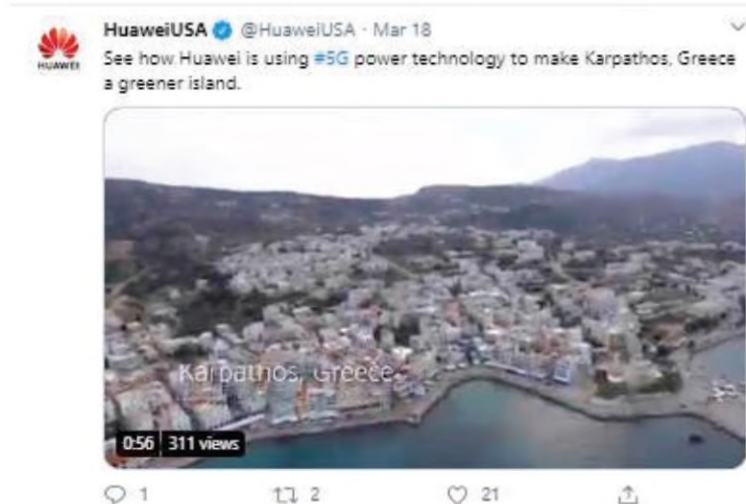 HuaweiUSA @HuaweiUSA · Mar 18
HUAWEI
See how Huawei is using #5G power technology to make Karpathos, Greece
a greener island.
Karpathos, Greece
0:56 311 views
1 2 21